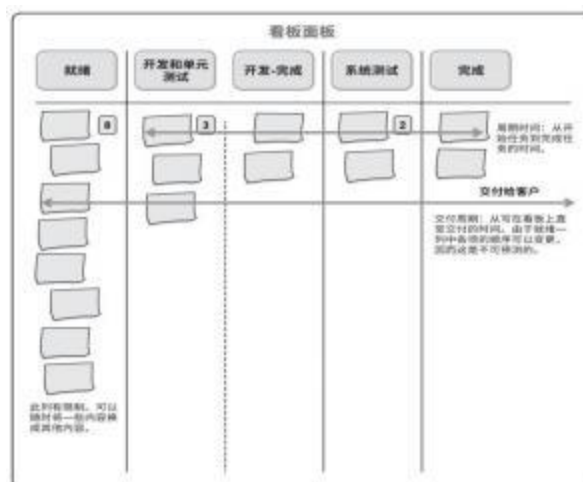 看板面板
就绪
开发和单元
测试
开发-完成
系统测试
完成
8
3
2
周期时间：从开
始任务到完成任
务的时间。
交付给客户
交付周期：从写在看板上直
至交付的时间。由于就绪一
列中各项的顺序可以变更，
因而这是不可预测的。
此列有限制，可以
随时将一些内容换
成其他内容。